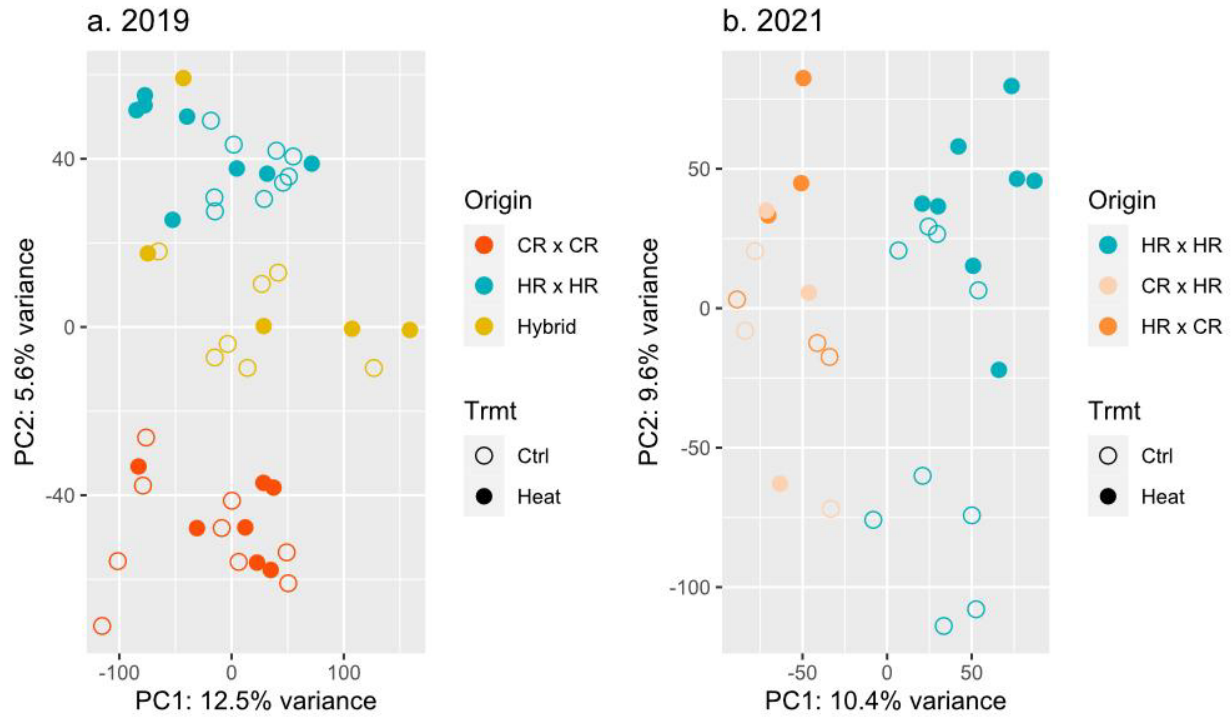 a. 2019
PC2: 5.6% variance
40
0
-40
-100
0
100
PC1: 12.5% variance
Origin
CR x CR
HR x HR
Hybrid
Trmt
Ctrl
Heat
b. 2021
PC2: 9.6% variance
50
0
-50
-100
-50
0
50
PC1: 10.4% variance
Origin
HR x HR
CR x HR
HR x CR
Trmt
Ctrl
Heat